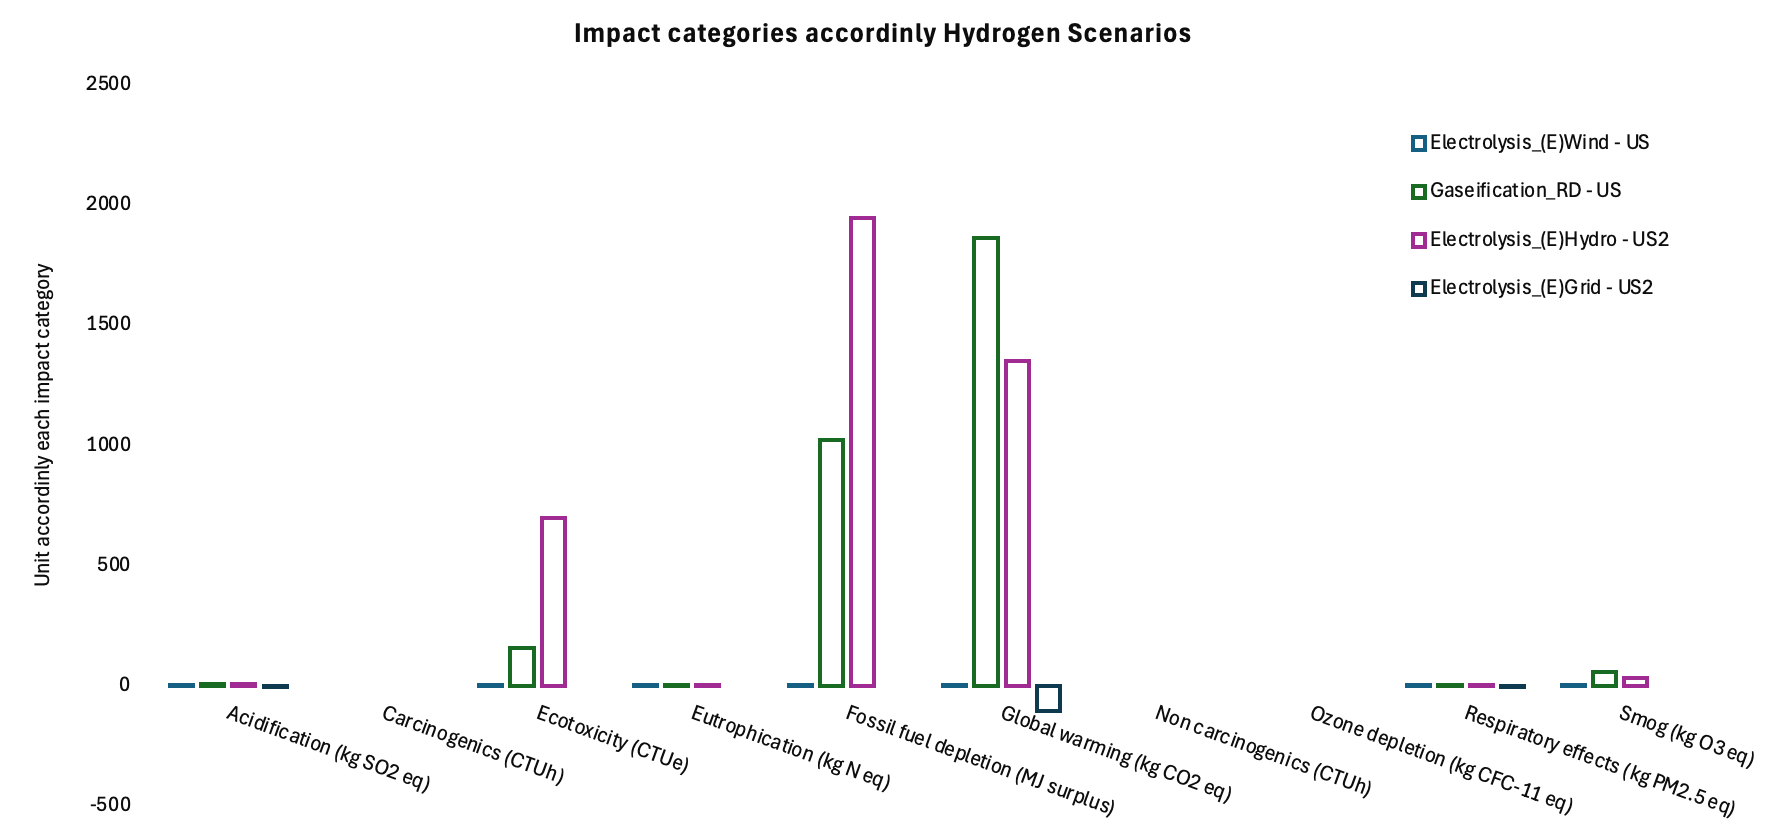 Impact categories accordinly Hydrogen Scenarios
Unit accordinly each impact category
2500
2000
1500
1000
500
0
-500
Electrolysis_(E)Wind - US
Gaseification_RD - US
Electrolysis_(E)Hydro - US2
Electrolysis_(E)Grid - US2
Acidification (kg SO2 eq)
Carcinogenics (CTUh)
Ecotoxicity (CTUe)
Eutrophication (kg N eq)
Fossil fuel depletion (MJ surplus)
Global warming (kg CO2 eq)
Non carcinogenics (CTUh)
Ozone depletion (kg CFC-11 eq)
Respiratory effects (kg PM2.5 eq)
Smog (kg O3 eq)